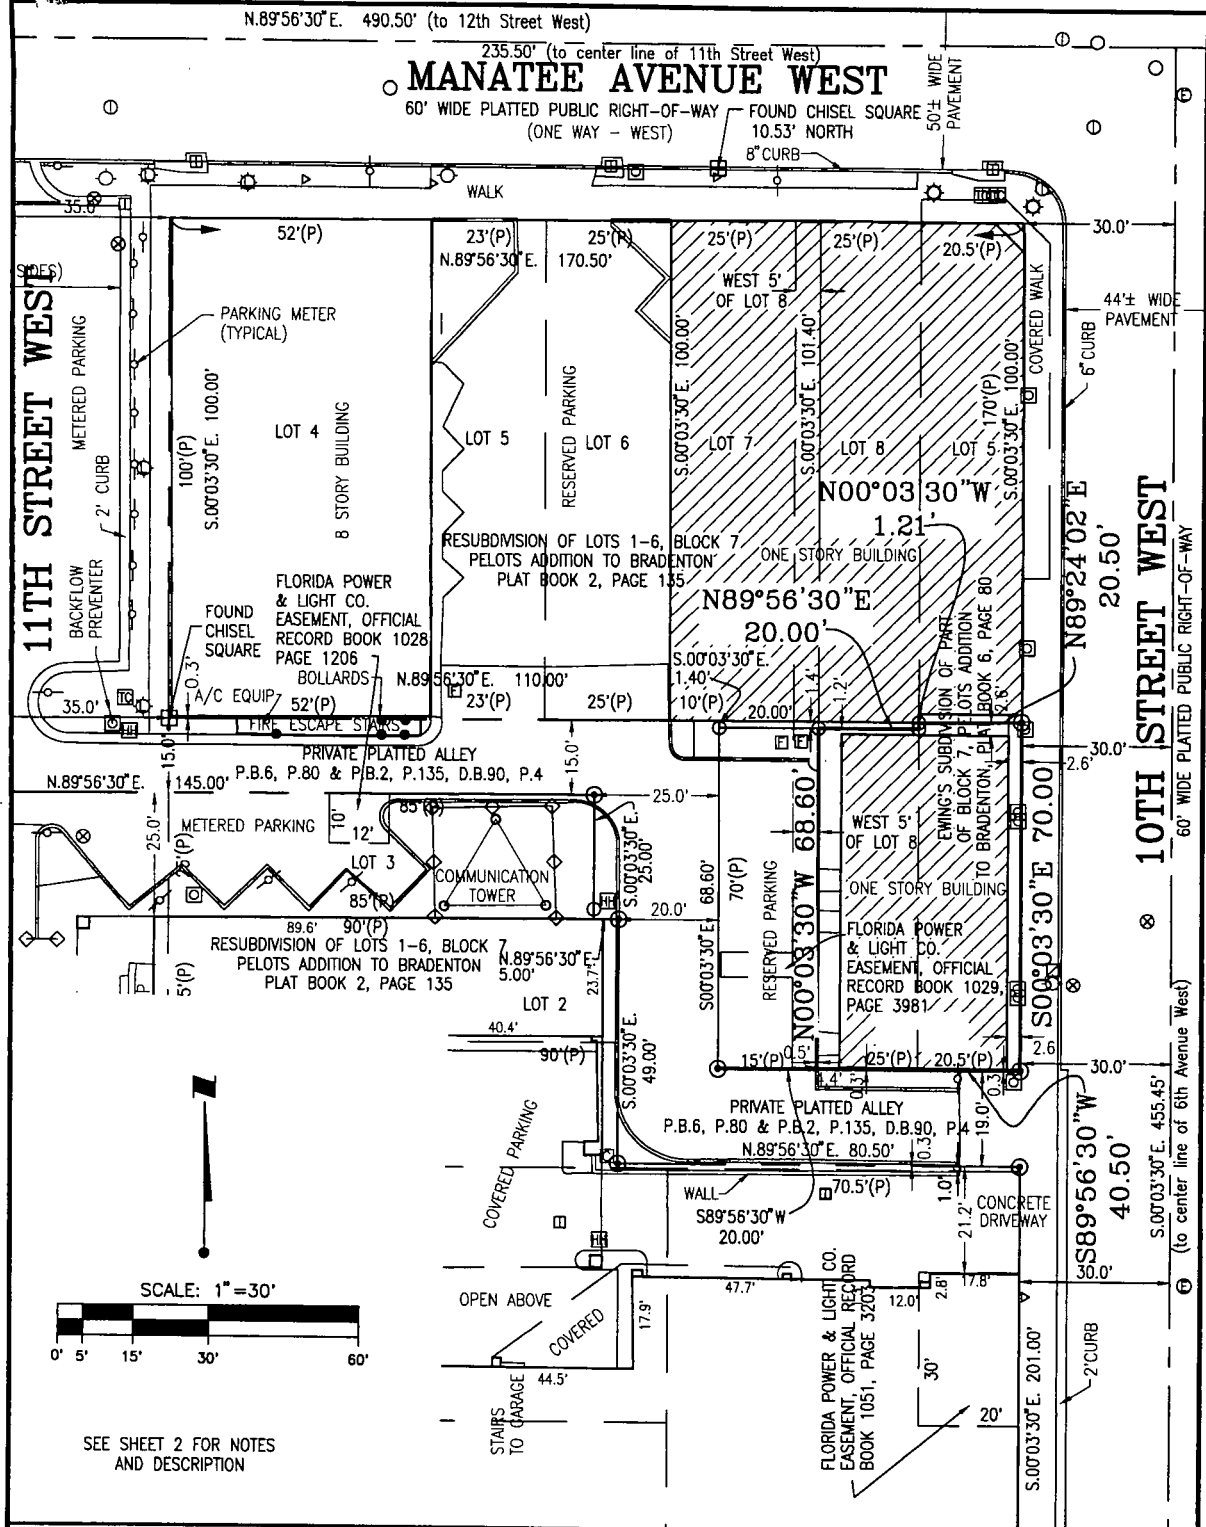 N.89°56'30"E. 490.50' (to 12th Street West)
235.50' (to center line of 11th Street West)
MANATEE AVENUE WEST
60' WIDE PLATTED PUBLIC RIGHT-OF-WAY
(ONE WAY - WEST)
FOUND CHISEL SQUARE
10.53' NORTH
8" CURB
50'± WIDE
PAVEMENT
WALK
35.0'
52'(P)
23'(P)
25'(P)
25'(P)
25'(P)
20.5'(P)
30.0'
N.89°56'30"E. 170.50'
SIDES)
WEST 5'
OF LOT 8
44'± WIDE
PAVEMENT
COVERED WALK
6" CURB
11TH STREET WEST
METERED PARKING
PARKING METER
(TYPICAL)
2' CURB
BACKFLOW
PREVENTER
100'(P)
S.00°03'30"E. 100.00'
LOT 4
8 STORY BUILDING
LOT 5
RESERVED PARKING
LOT 6
S.00°03'30"E. 100.00'
LOT 7
S.00°03'30"E. 101.40'
LOT 8
LOT 5
170'(P)
S.00°03'30"E. 100.00'
N00°03'30"W
1.21'
ONE STORY BUILDING
RESUBDIVISION OF LOTS 1-6, BLOCK 7
PELOTS ADDITION TO BRADENTON
PLAT BOOK 2, PAGE 135
N89°56'30"E
20.00'
N89°24'02"E
20.50'
10TH STREET WEST
60' WIDE PLATTED PUBLIC RIGHT-OF-WAY
FLORIDA POWER
& LIGHT CO.
EASEMENT, OFFICIAL
RECORD BOOK 1028
PAGE 1206
BOLLARDS
FOUND
CHISEL
SQUARE
0.3'
A/C EQUIP
52'(P)
FIRE ESCAPE STAIRS
N.89°56'30"E. 110.00'
23'(P)
25'(P)
10'(P)
S.00°03'30"E.
1.40'
20.00'
1.4'
1.2'
2.6'
EWING'S SUBDIVISION OF PART
OF BLOCK 7, PELOTS ADDITION
TO BRADENTON, PLAT BOOK 6, PAGE 80
35.0'
15.0'
PRIVATE PLATTED ALLEY
P.B.6, P.80 & P.B.2, P.135, D.B.90, P.4
15.0'
30.0'
2.6'
N.89°56'30"E. 145.00'
25.0'
25.0'
METERED PARKING
10'
12'
85'(P)
LOT 3
85'(P)
COMMUNICATION
TOWER
S.00°03'30"E.
25.00'
20.0'
89.6'
90'(P)
RESUBDIVISION OF LOTS 1-6, BLOCK 7
PELOTS ADDITION TO BRADENTON
PLAT BOOK 2, PAGE 135
N.89°56'30"E
5.00'
23.7'
LOT 2
S00°03'30"E. 68.60'
70'(P)
RESERVED PARKING
N00°03'30"W 68.60'
WEST 5'
OF LOT 8
ONE STORY BUILDING
FLORIDA POWER
& LIGHT CO.
EASEMENT, OFFICIAL
RECORD BOOK 1029,
PAGE 3981
S00°03'30"E 70.00
5'(P)
40.4'
90'(P)
S.00°03'30"E.
49.00'
15'(P)
0.5'
4.4'
25'(P)
0.3'
20.5'(P)
0.3'
2.6
30.0'
COVERED PARKING
PRIVATE PLATTED ALLEY
P.B.6, P.80 & P.B.2, P.135, D.B.90, P.4
N.89°56'30"E. 80.50'
19.0'
0.3'
WALL
70.5'(P)
1.0'
21.2'
CONCRETE
DRIVEWAY
S89°56'30"W
20.00'
S89°56'30"W
40.50'
S.00°03'30"E. 455.45'
(to center line of 6th Avenue West)
SCALE: 1"=30'
0' 5' 15' 30' 60'
OPEN ABOVE
COVERED
17.9'
47.7'
12.0'
2.8'
17.8'
30.0'
44.5'
STAIRS
TO GARAGE
FLORIDA POWER & LIGHT CO.
EASEMENT, OFFICIAL RECORD
BOOK 1051, PAGE 3203
30'
20'
S.00°03'30"E. 201.00'
2'CURB
SEE SHEET 2 FOR NOTES
AND DESCRIPTION